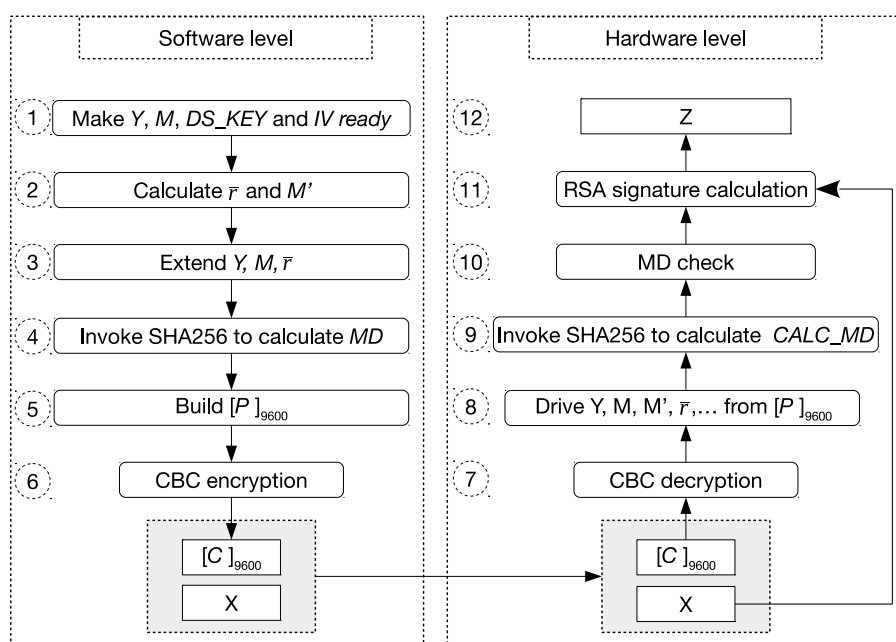 Software level
1
Make Y, M, DS_KEY and IV ready
2
Calculate r̅ and M’
3
Extend Y, M, r̅
4
Invoke SHA256 to calculate MD
5
Build [P ]9600
6
CBC encryption
[C ]9600
X
Hardware level
12
Z
11
RSA signature calculation
10
MD check
9
Invoke SHA256 to calculate CALC_MD
8
Drive Y, M, M’, r̅ ,... from [P ]9600
7
CBC decryption
[C ]9600
X